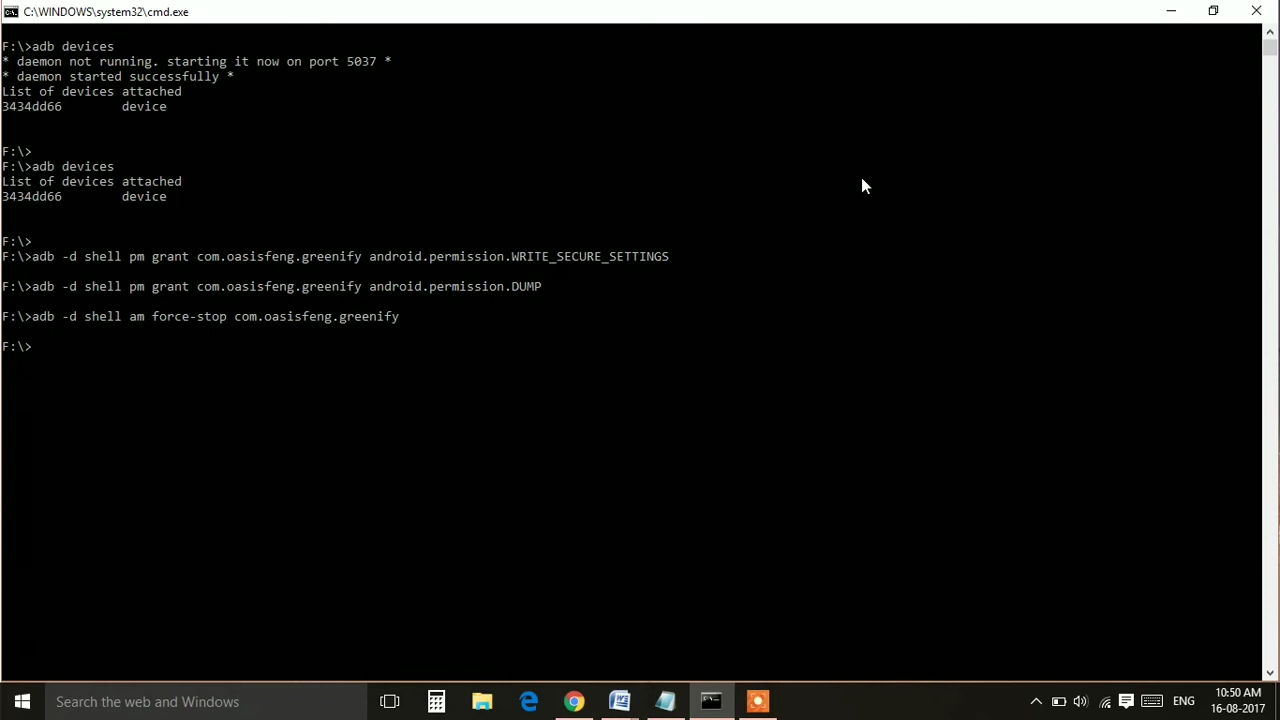 C:\WINDOWS\system32\cmd.exe
F:\>adb devices
* daemon not running. starting it now on port 5037 *
* daemon started successfully *
List of devices attached
3434dd66        device
F:\>
F:\>adb devices
List of devices attached
3434dd66        device
F:\>
F:\>adb -d shell pm grant com.oasisfeng.greenify android.permission.WRITE_SECURE_SETTINGS
F:\>adb -d shell pm grant com.oasisfeng.greenify android.permission.DUMP
F:\>adb -d shell am force-stop com.oasisfeng.greenify
F:\>
Search the web and Windows
ENG
10:50 AM
16-08-2017